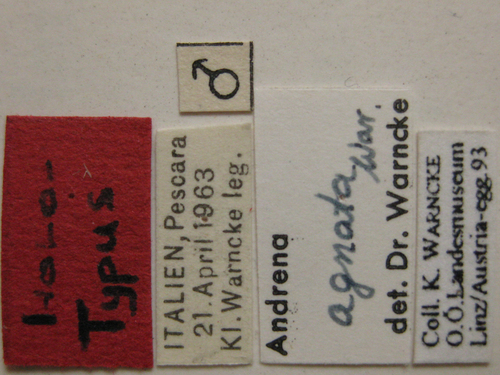 ♂
Holo-
Typus
ITALIEN, Pescara
21. April 1963
Kl. Warncke leg.
Andrena
agnata War.
det. Dr. Warncke
Coll. K. WARNCKE
O.Ö. Landesmuseum
Linz/Austria-egg. 93